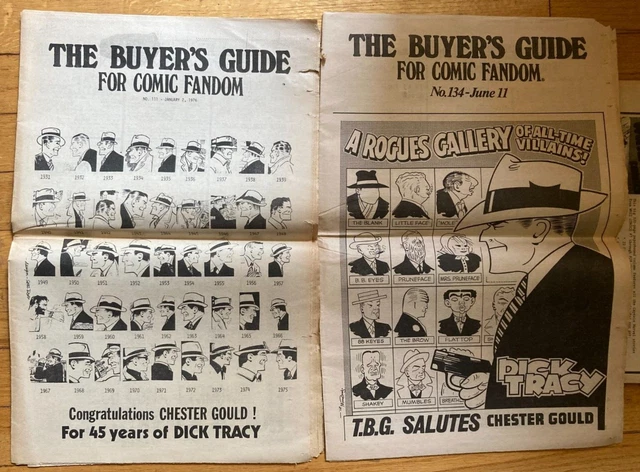 THE BUYER'S GUIDE
FOR COMIC FANDOM
JANUARY 2, 1976
1931 1932 1933 1934 1935 1936 1937 1938 1939
1949 1950 1951 1952 1953 1954 1955 1956 1957
1958 1959 1960 1961 1962 1963 1964 1965 1966
1967 1968 1969 1970 1971 1972 1973 1974 1975
Congratulations CHESTER GOULD !
For 45 years of DICK TRACY
THE BUYER'S GUIDE
FOR COMIC FANDOM.
No.134-June 11
A ROGUES GALLERY OF ALL-TIME VILLAINS!
THE BLANK LITTLE FACE MOLE
B.B. EYES PRUNEFACE MRS. PRUNEFACE
88 KEYES THE BROW FLAT TOP
SHAKEY MUMBLES
DICK TRACY
T.B.G. SALUTES CHESTER GOULD